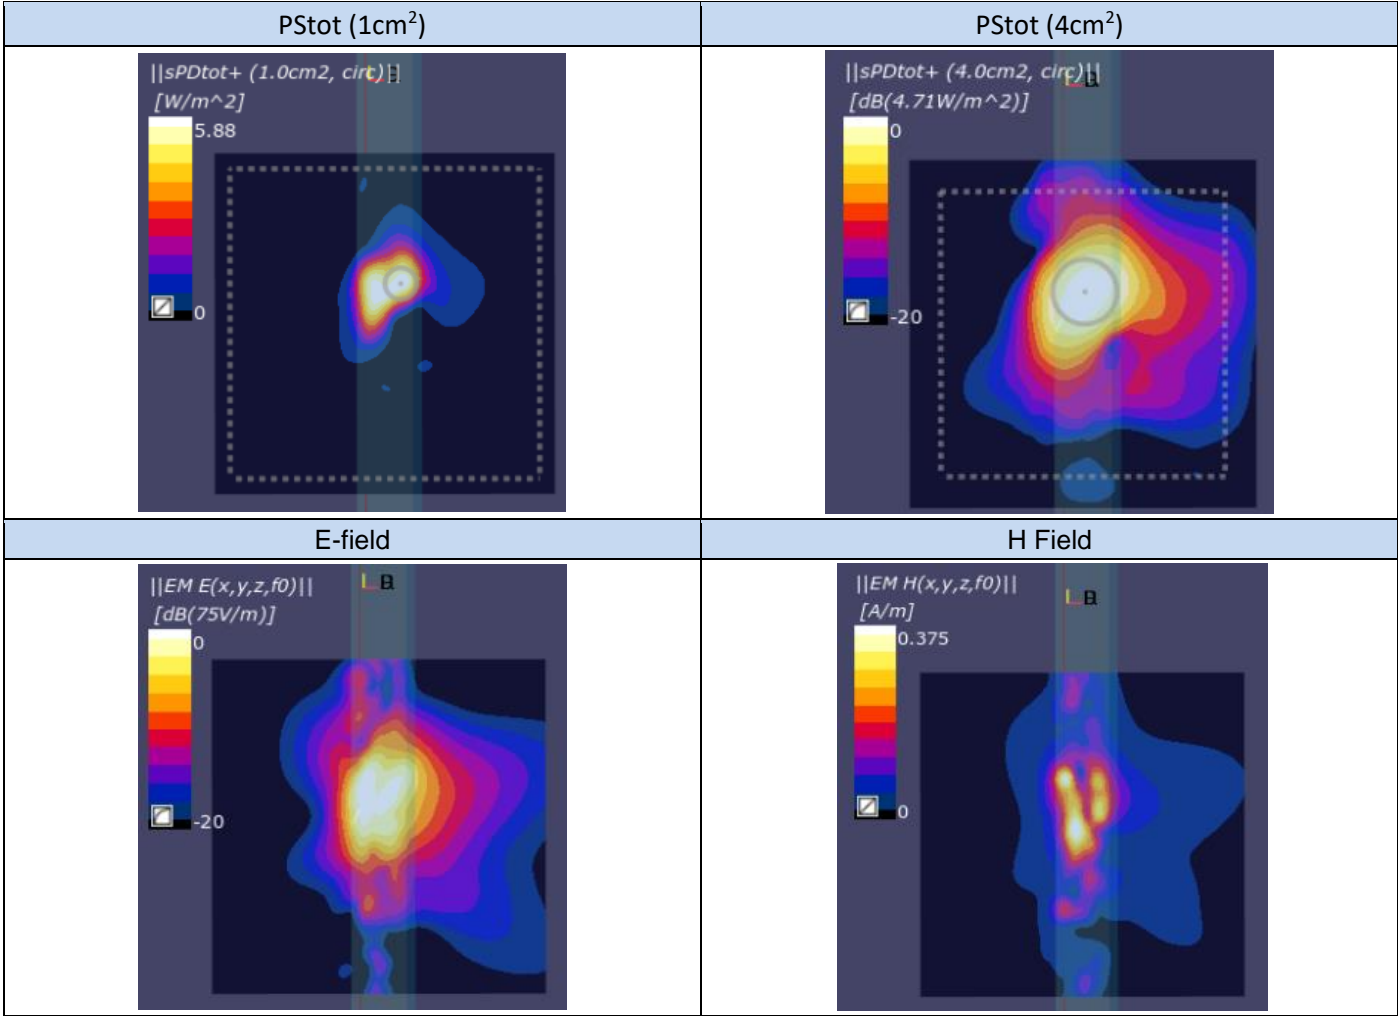 PStot (1cm²)
PStot (4cm²)
||sPDtot+ (1.0cm2, circ)||
[W/m^2]
5.88
0
||sPDtot+ (4.0cm2, circ)||
[dB(4.71W/m^2)]
0
-20
E-field
H Field
||EM E(x,y,z,f0)||
[dB(75V/m)]
0
-20
||EM H(x,y,z,f0)||
[A/m]
0.375
0